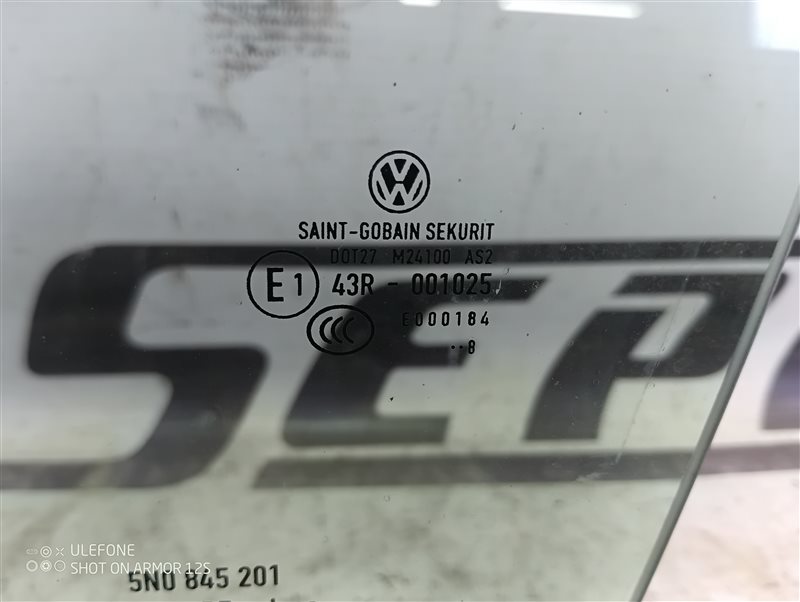 SAINT-GOBAIN SEKURIT
DOT27 M24100 AS2
E1 43R - 001025
CCC E000184
··8
SEP
5N0 845 201
ULEFONE
SHOT ON ARMOR 12S